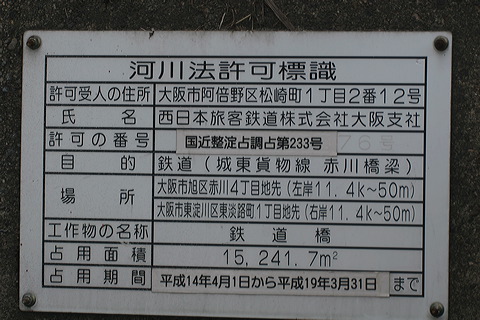 河川法許可標識
許可受人の住所 大阪市阿倍野区松崎町1丁目2番12号
氏名 西日本旅客鉄道株式会社大阪支社
許可の番号 国近整淀占調占第233号 76号
目的 鉄道(城東貨物線 赤川橋梁)
場所 大阪市旭区赤川4丁目地先(左岸11.4k~50m)
大阪市東淀川区東淡路町1丁目地先(右岸11.4k~50m)
工作物の名称 鉄道橋
占用面積 15,241.7m²
占用期間 平成14年4月1日から平成19年3月31日まで